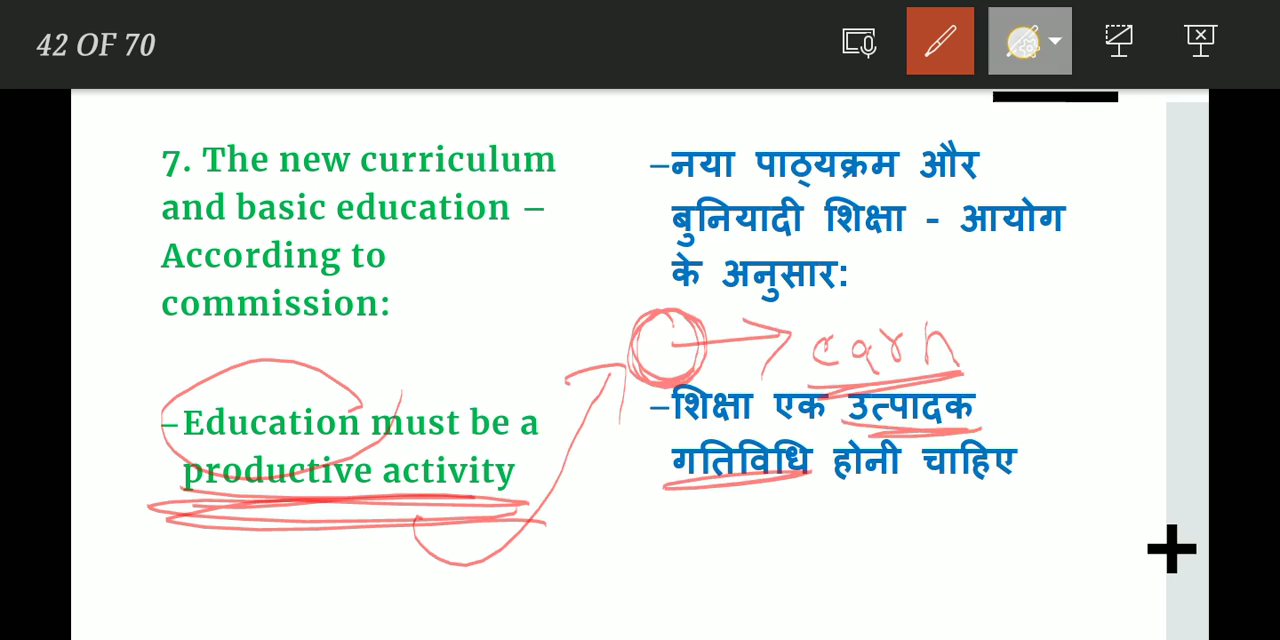 42 OF 70
7. The new curriculum
and basic education –
According to
commission:
–Education must be a
productive activity
–नया पाठ्यक्रम और
बुनियादी शिक्षा - आयोग
के अनुसार:
earh
–शिक्षा एक उत्पादक
गतिविधि होनी चाहिए